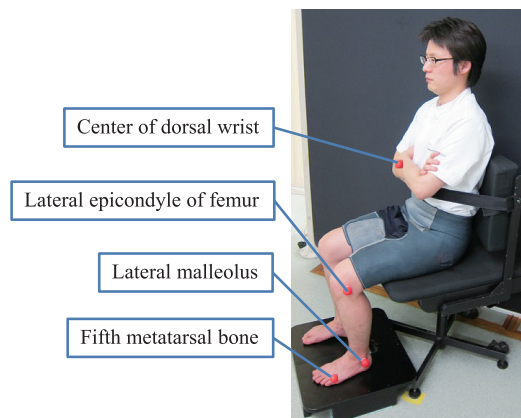 Center of dorsal wrist
Lateral epicondyle of femur
Lateral malleolus
Fifth metatarsal bone